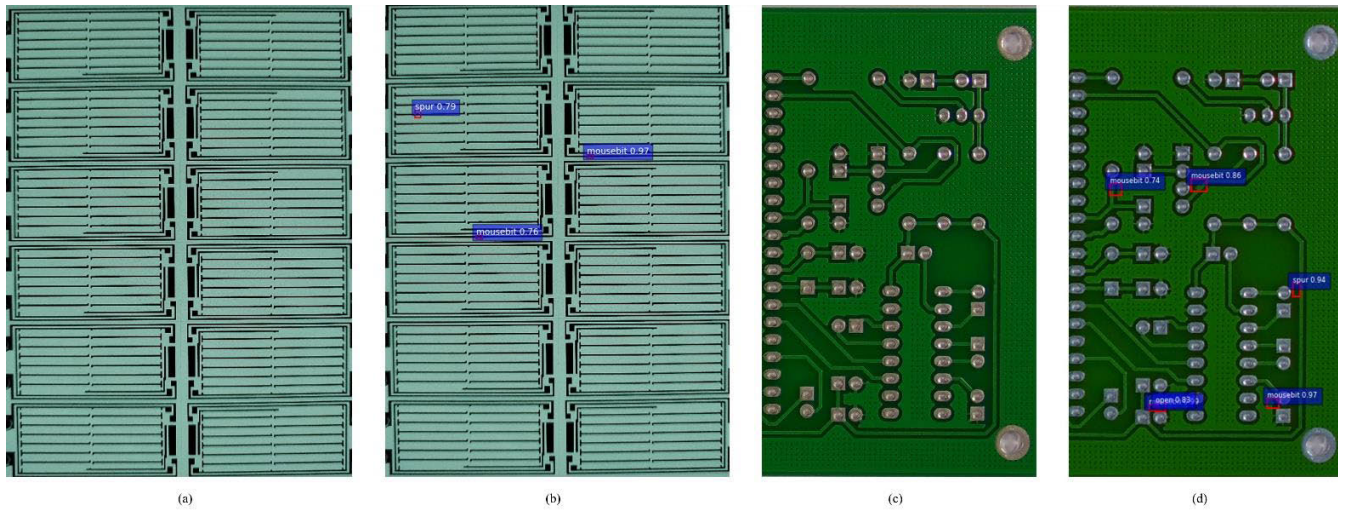 spur 0.79
mousebit 0.97
mousebit 0.76
mousebit 0.74
mousebit 0.86
spur 0.94
mousebit 0.97
open 0.83
(a)
(b)
(c)
(d)